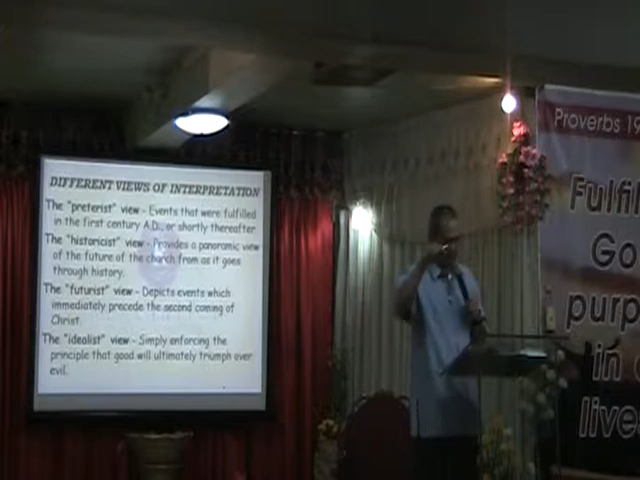 DIFFERENT VIEWS OF INTERPRETATION
The "preterist" view - Events that were fulfilled
in the first century A.D., or shortly thereafter
The "historicist" view - Provides a panoramic view
of the future of the church from as it goes
through history.
The "futurist" view - Depicts events which
immediately precede the second coming of
Christ.
The "idealist" view - Simply enforcing the
principle that good will ultimately triumph over
evil.
Proverbs 19
Fulfil
Go
purp
in
lives